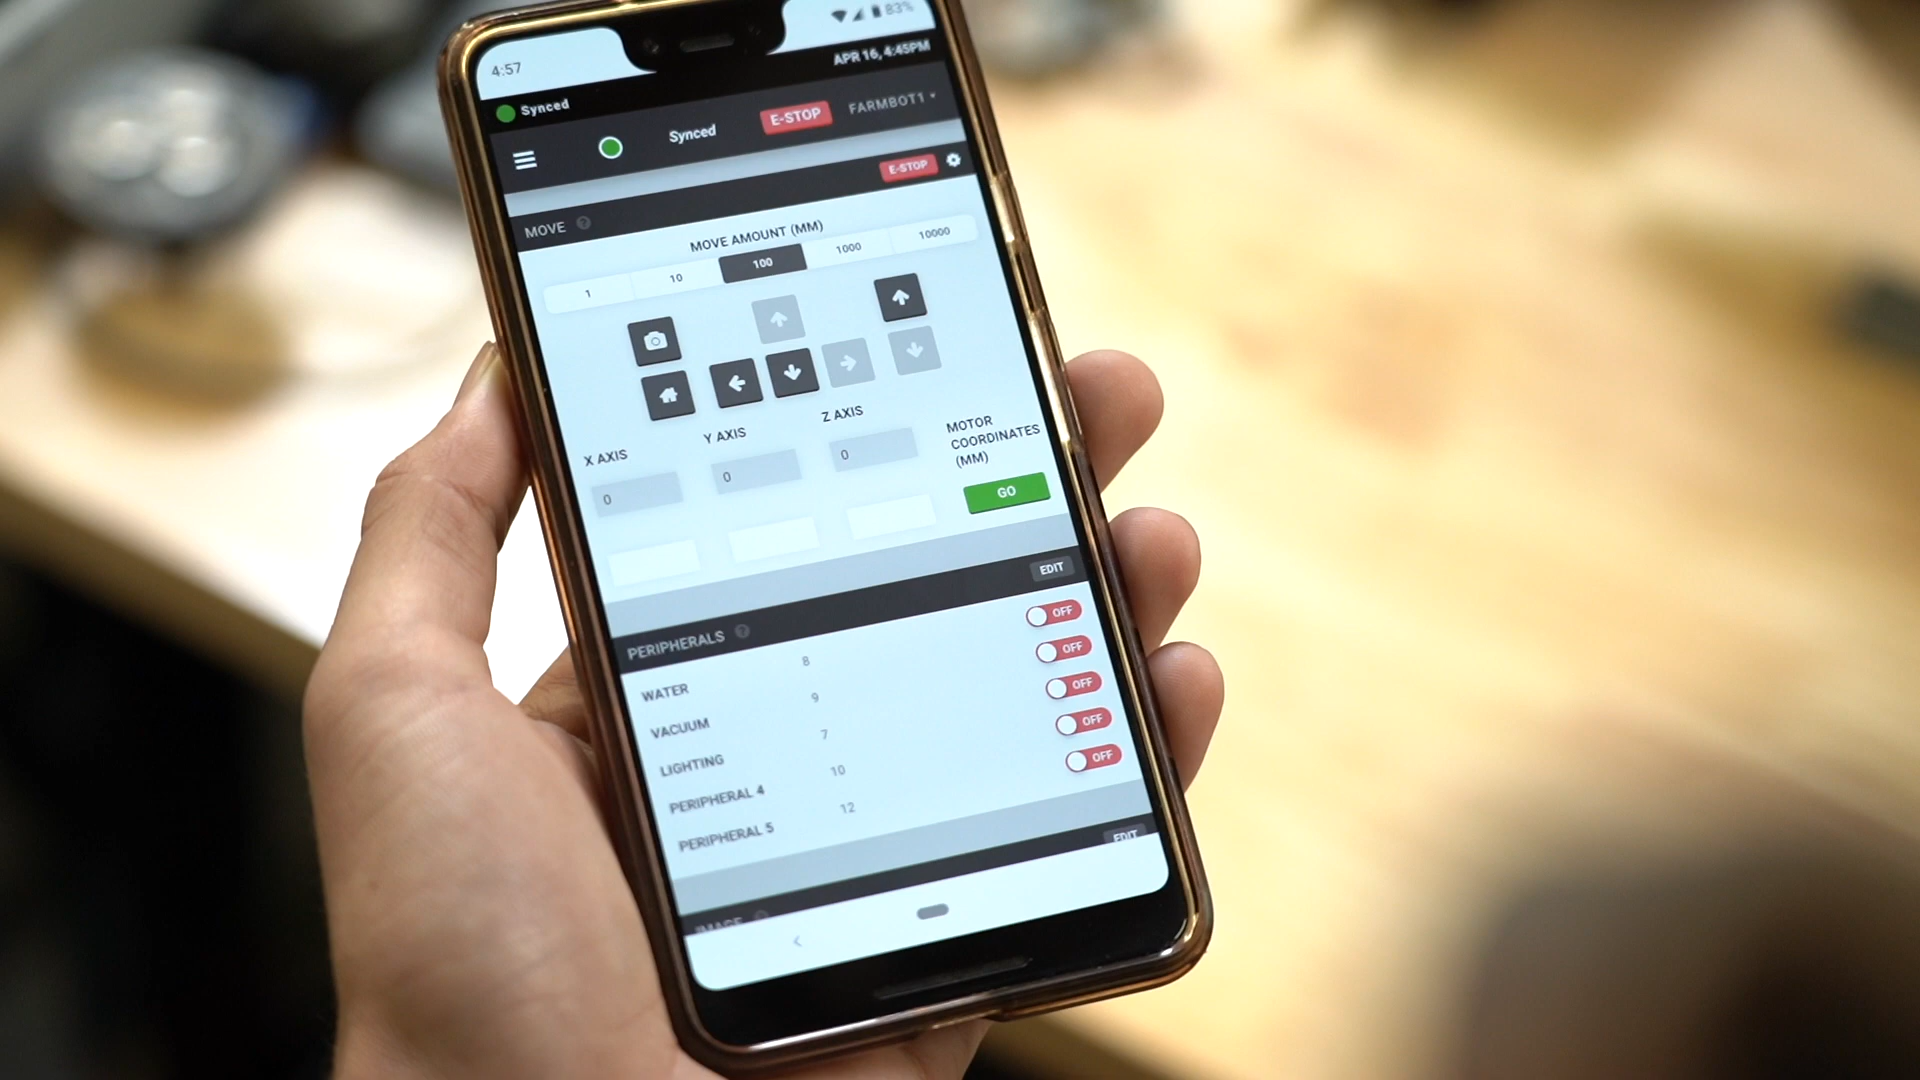 4:57
83%
Synced
APR 16, 4:45PM
Synced
E-STOP
FARMBOT1
MOVE
E-STOP
MOVE AMOUNT (MM)
1 10 100 1000 10000
X AXIS
Y AXIS
Z AXIS
MOTOR
COORDINATES
(MM)
0 0 0
GO
PERIPHERALS
EDIT
WATER 8 OFF
VACUUM 9 OFF
LIGHTING 7 OFF
PERIPHERAL 4 10 OFF
PERIPHERAL 5 12 OFF
IMAGE
EDIT